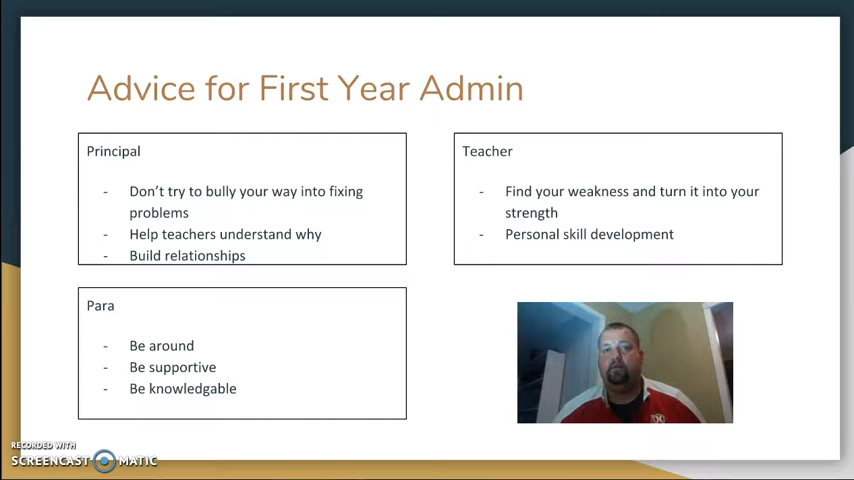 Advice for First Year Admin
Principal
- Don't try to bully your way into fixing
problems
- Help teachers understand why
- Build relationships
Teacher
- Find your weakness and turn it into your
strength
- Personal skill development
Para
- Be around
- Be supportive
- Be knowledgable
RECORDED WITH
SCREENCAST MATIC